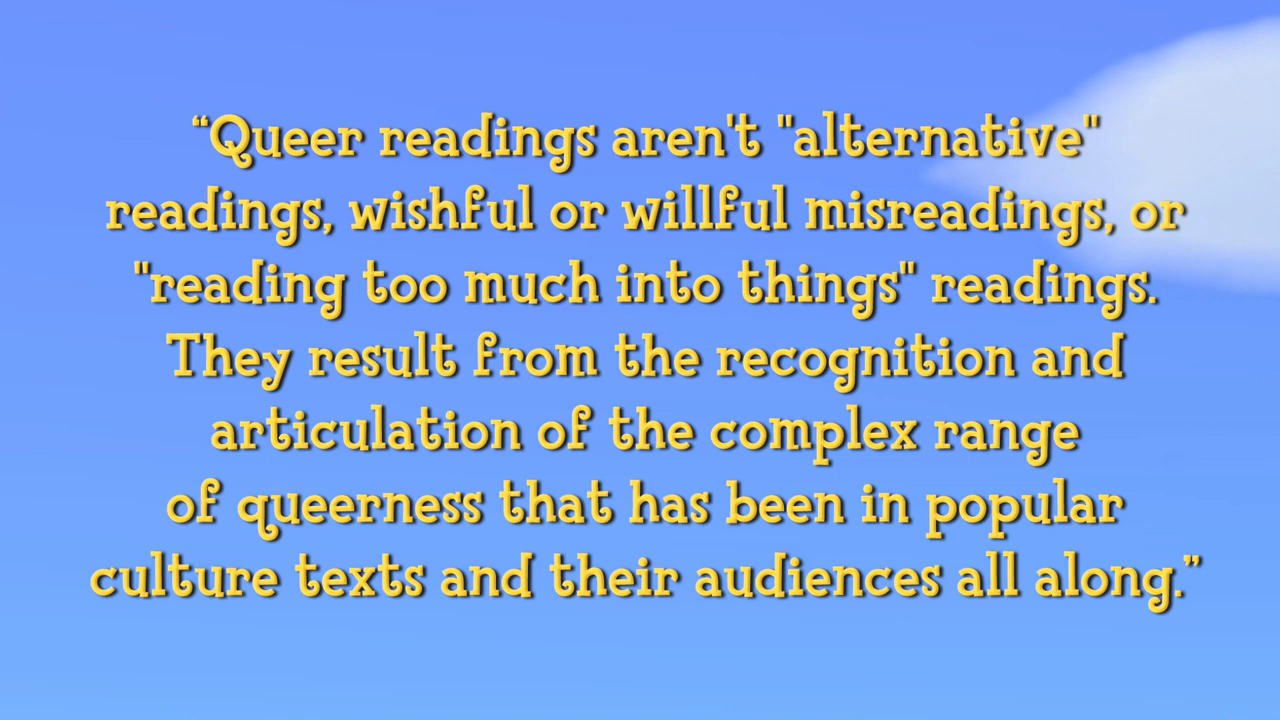 “Queer readings aren't "alternative"
readings, wishful or willful misreadings, or
"reading too much into things" readings.
They result from the recognition and
articulation of the complex range
of queerness that has been in popular
culture texts and their audiences all along.”